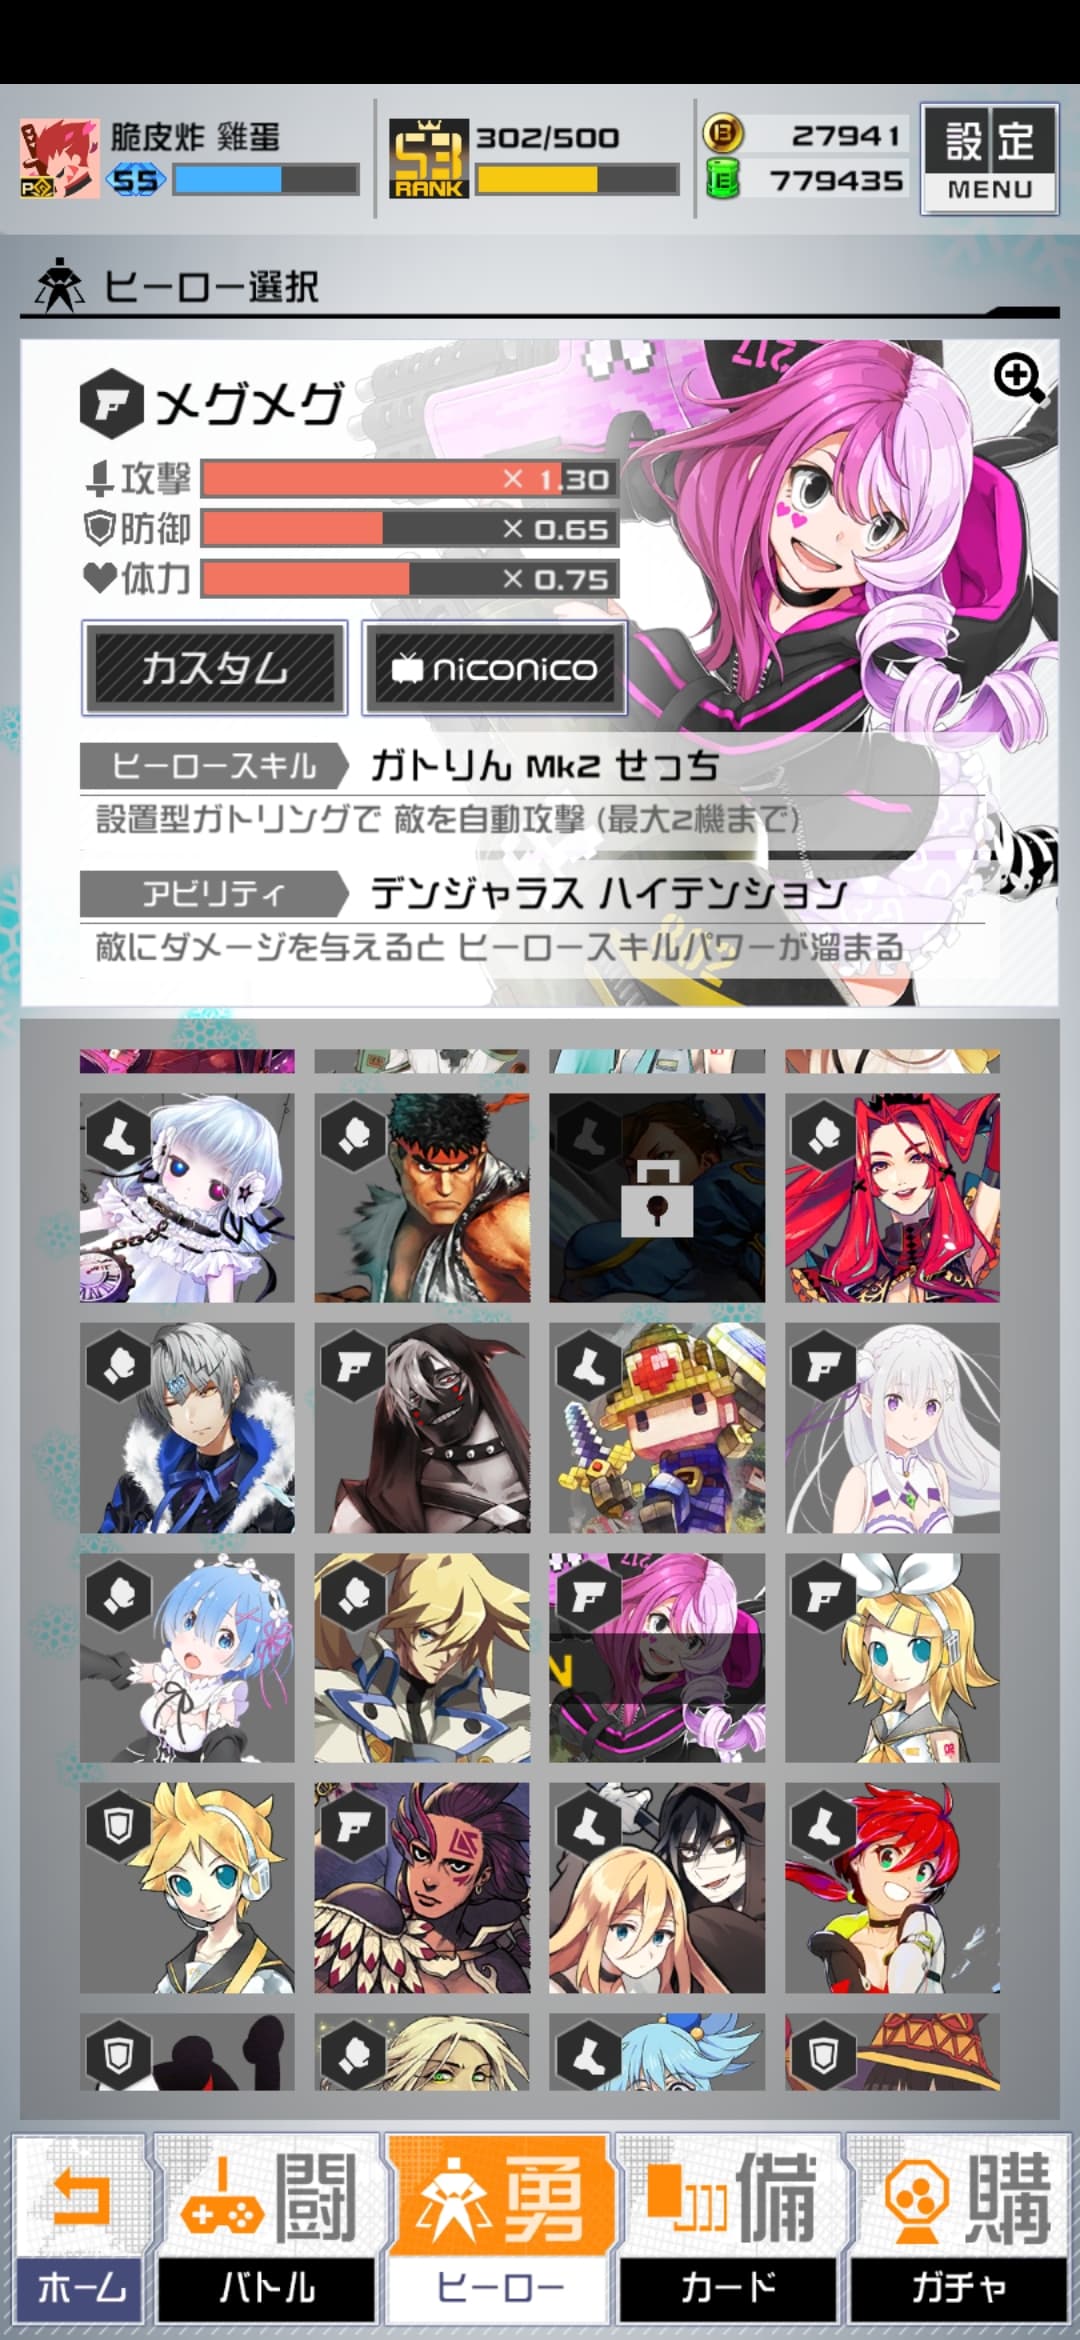 脆皮炸 雞蛋
55
S3
RANK
302/500
27941
779435
設定
MENU
ヒーロー選択
メグメグ
攻撃 × 1.30
防御 × 0.65
体力 × 0.75
カスタム
niconico
ヒーロースキル ガトりん Mk2 せっち
設置型ガトリングで 敵を自動攻撃 (最大2機まで)
アビリティ デンジャラス ハイテンション
敵にダメージを与えると ヒーロースキルパワーが溜まる
217
N
闘
勇
備
購
ホーム
バトル
ヒーロー
カード
ガチャ